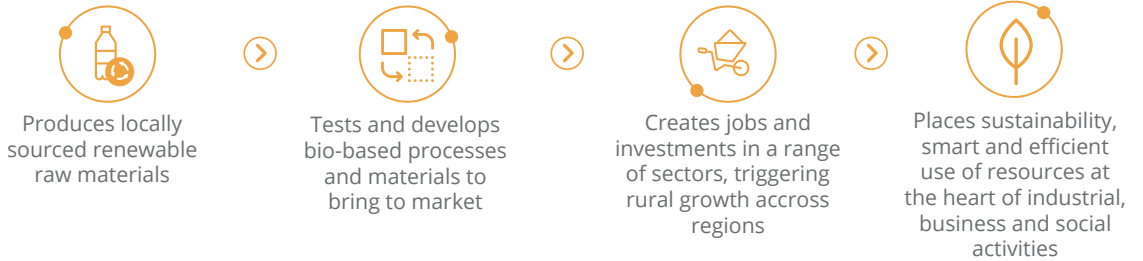 Produces locally
sourced renewable
raw materials
Tests and develops
bio-based processes
and materials to
bring to market
Creates jobs and
investments in a range
of sectors, triggering
rural growth accross
regions
Places sustainability,
smart and efficient
use of resources at
the heart of industrial,
business and social
activities